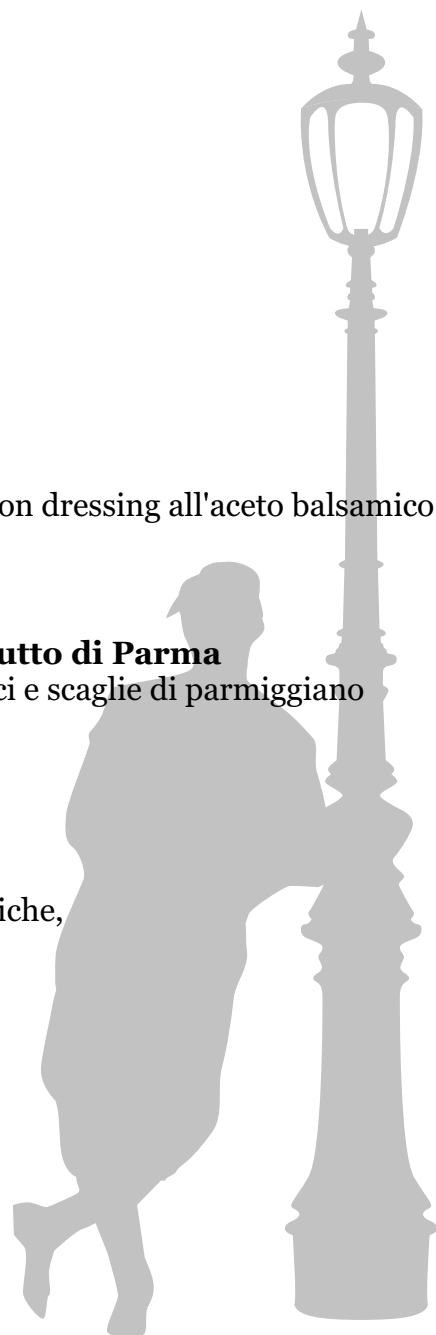 on dressing all'aceto balsamico
utto di Parma
ci e scaglie di parmiggiano
iche,